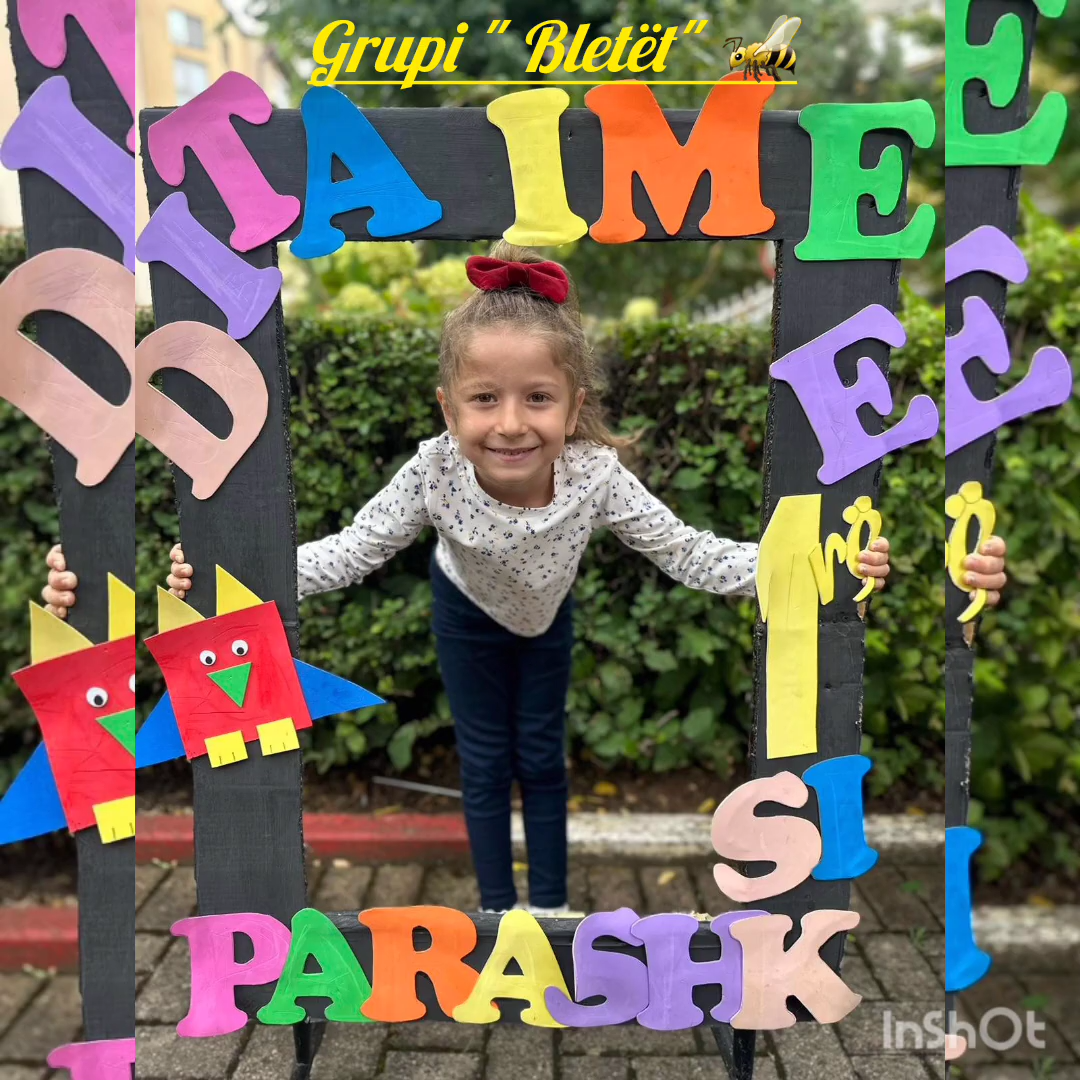 Grupi " Bletët"
DITA IME
E
1rë
SI
PARASHK
InShOt